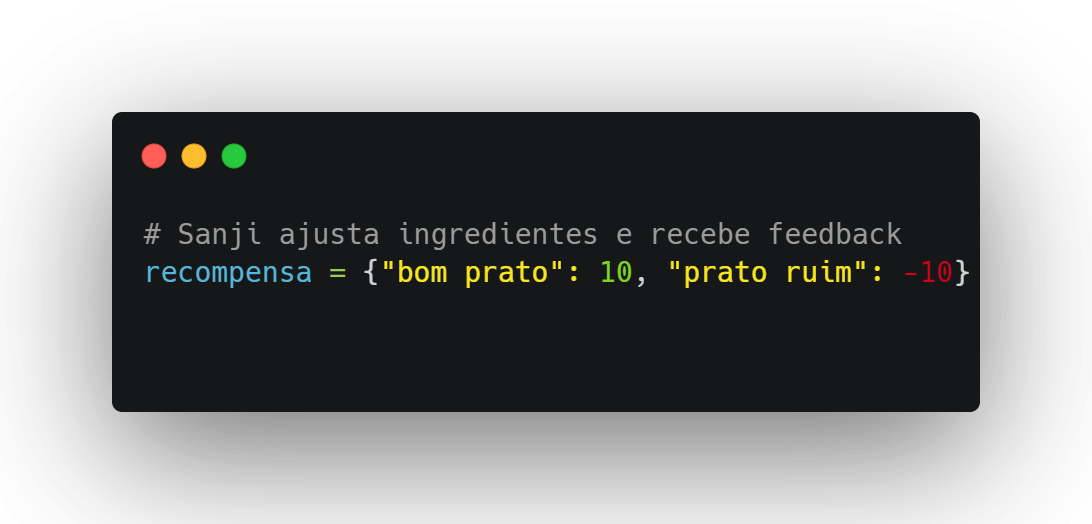 # Sanji ajusta ingredientes e recebe feedback
recompensa = {"bom prato": 10, "prato ruim": -10}